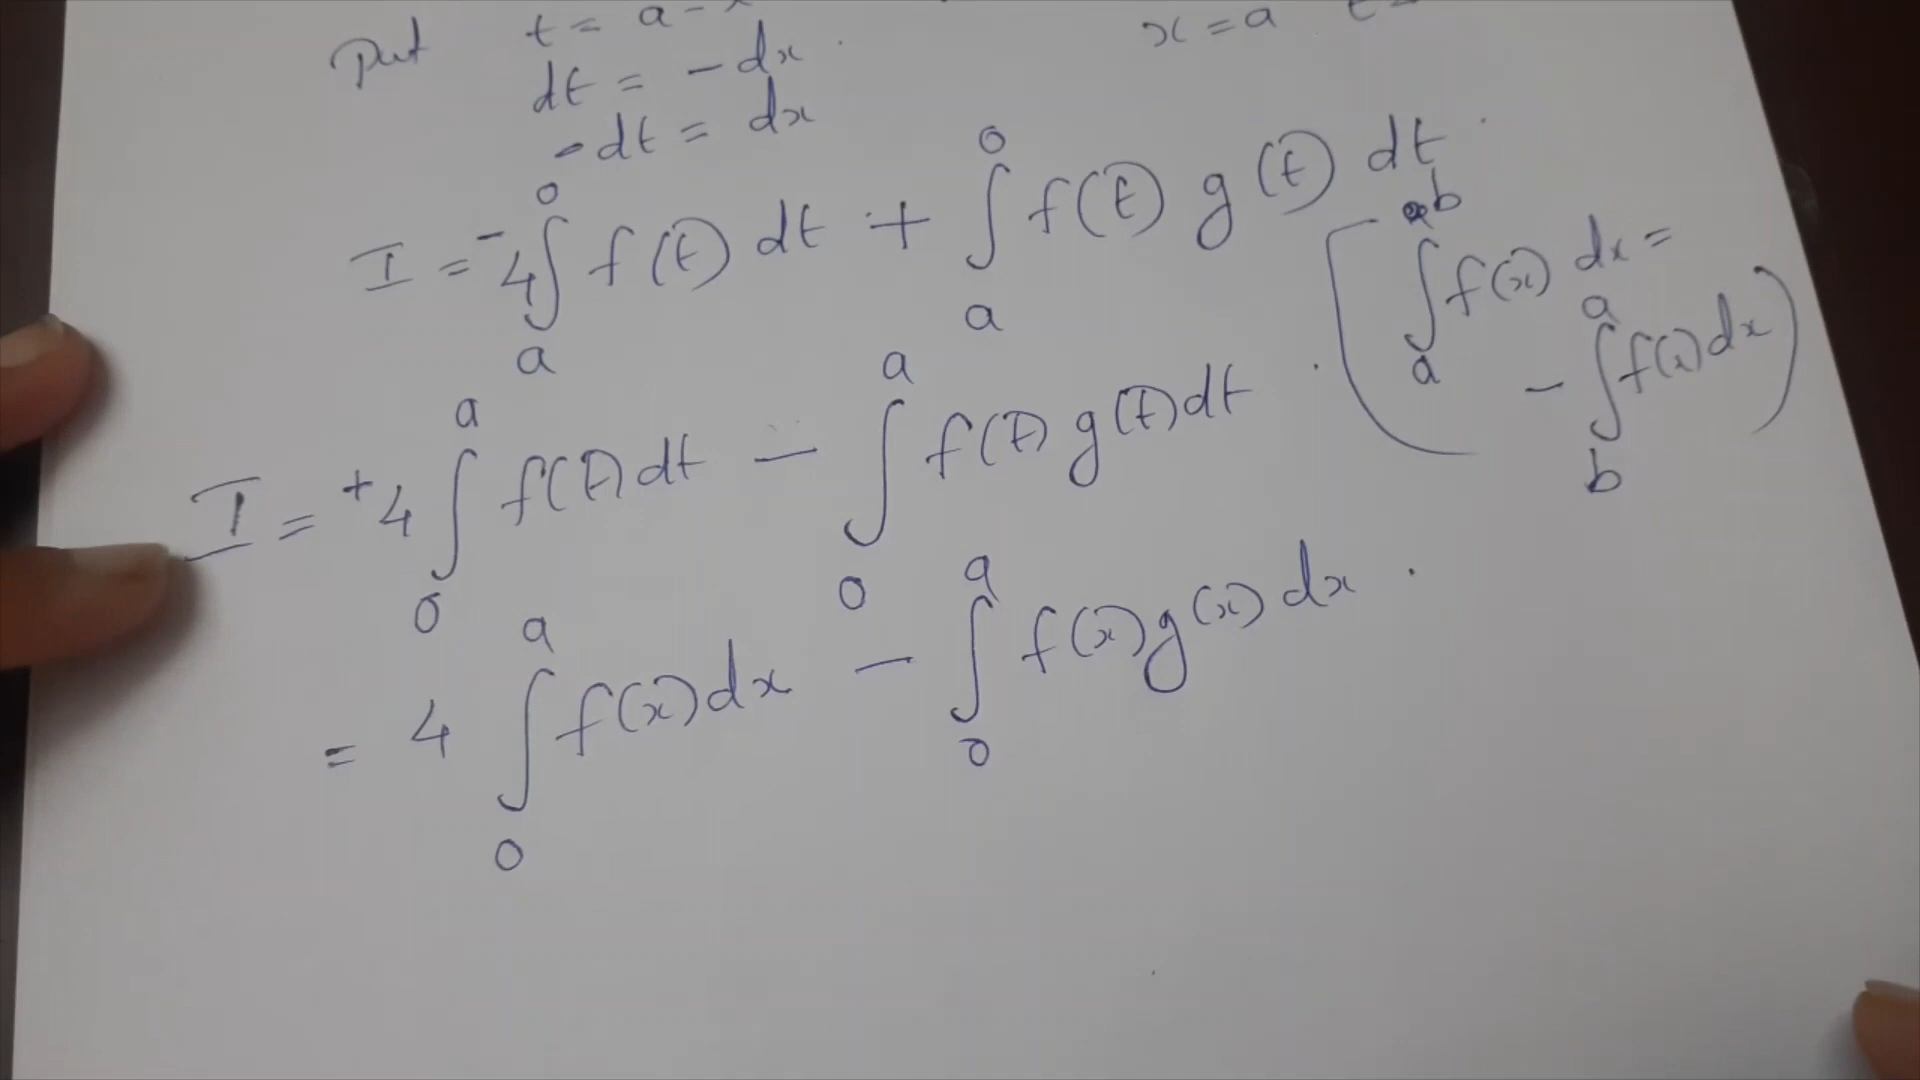 Put t = a - x x = a t =
dt = - dx
- dt = dx
I = - 4 ∫_a^0 f(t) dt + ∫_a^0 f(t) g(t) dt
( ∫_a^b f(x) dx =
- ∫_b^a f(x) dx )
I = + 4 ∫_0^a f(t) dt - ∫_0^a f(t) g(t) dt .
= 4 ∫_0^a f(x) dx - ∫_0^a f(x) g(x) dx .